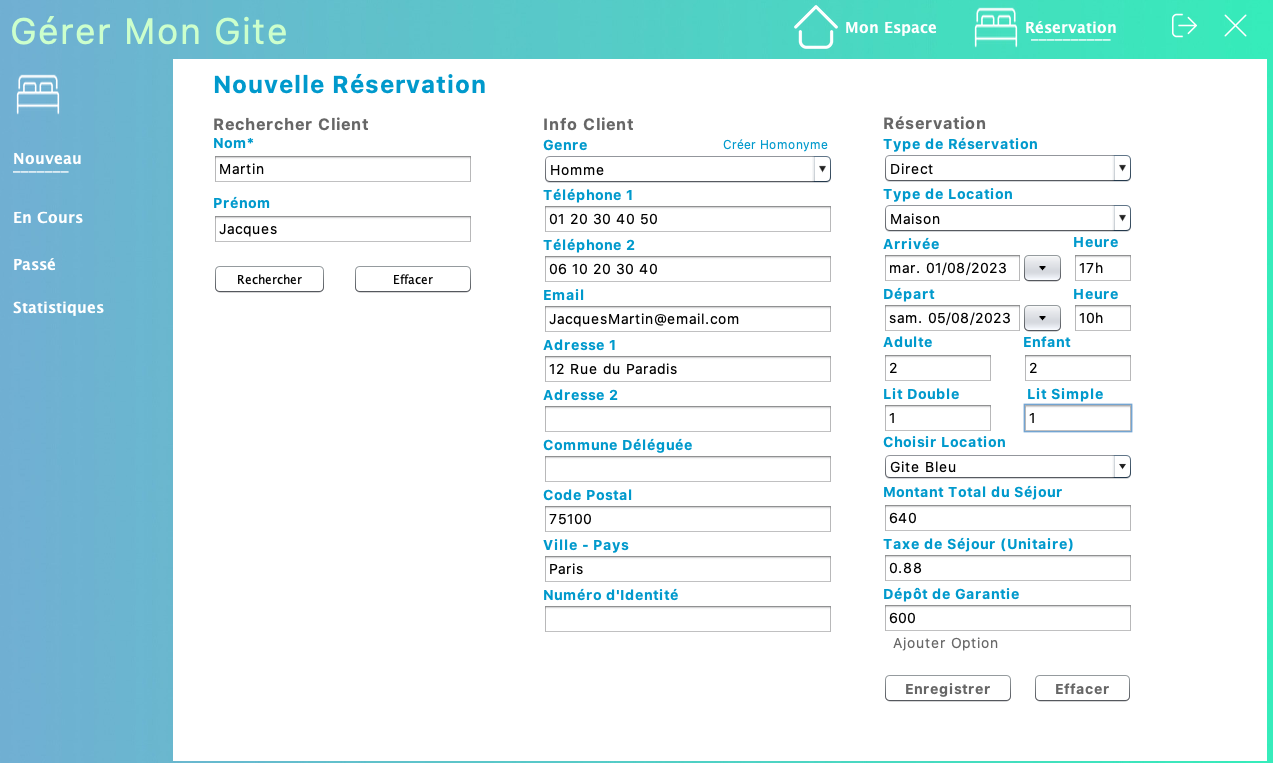 Gérer Mon Gite
Mon Espace
Réservation
Nouveau
En Cours
Passé
Statistiques
Nouvelle Réservation
Rechercher Client
Nom*
Martin
Prénom
Jacques
Rechercher Effacer
Info Client
Genre Créer Homonyme
Homme
Téléphone 1
01 20 30 40 50
Téléphone 2
06 10 20 30 40
Email
JacquesMartin@email.com
Adresse 1
12 Rue du Paradis
Adresse 2
Commune Déléguée
Code Postal
75100
Ville - Pays
Paris
Numéro d'Identité
Réservation
Type de Réservation
Direct
Type de Location
Maison
Arrivée Heure
mar. 01/08/2023 17h
Départ Heure
sam. 05/08/2023 10h
Adulte Enfant
2 2
Lit Double Lit Simple
1 1
Choisir Location
Gite Bleu
Montant Total du Séjour
640
Taxe de Séjour (Unitaire)
0.88
Dépôt de Garantie
600
Ajouter Option
Enregistrer Effacer